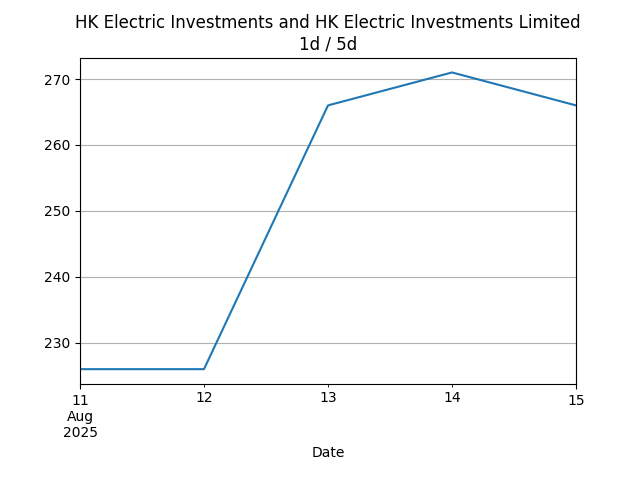 HK Electric Investments and HK Electric Investments Limited
1d / 5d
270
260
250
240
230
11
Aug
2025
12
13
14
15
Date